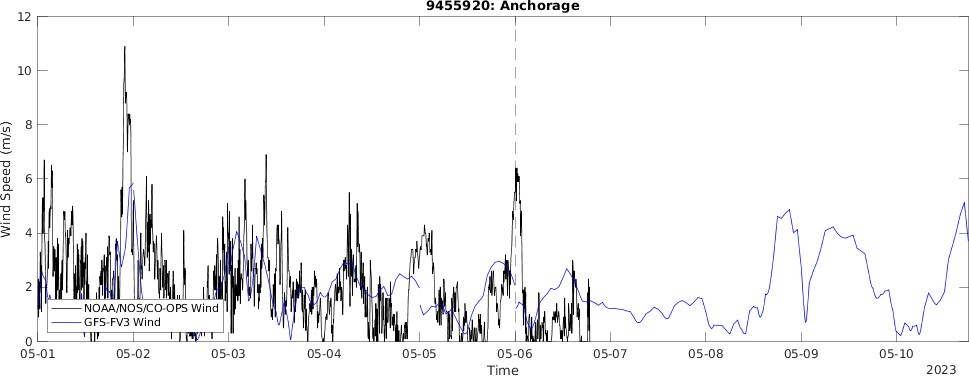 9455920: Anchorage
12
10
8
6
4
2
0
Wind Speed (m/s)
NOAA/NOS/CO-OPS Wind
GFS-FV3 Wind
05-01 05-02 05-03 05-04 05-05 05-06 05-07 05-08 05-09 05-10
Time
2023